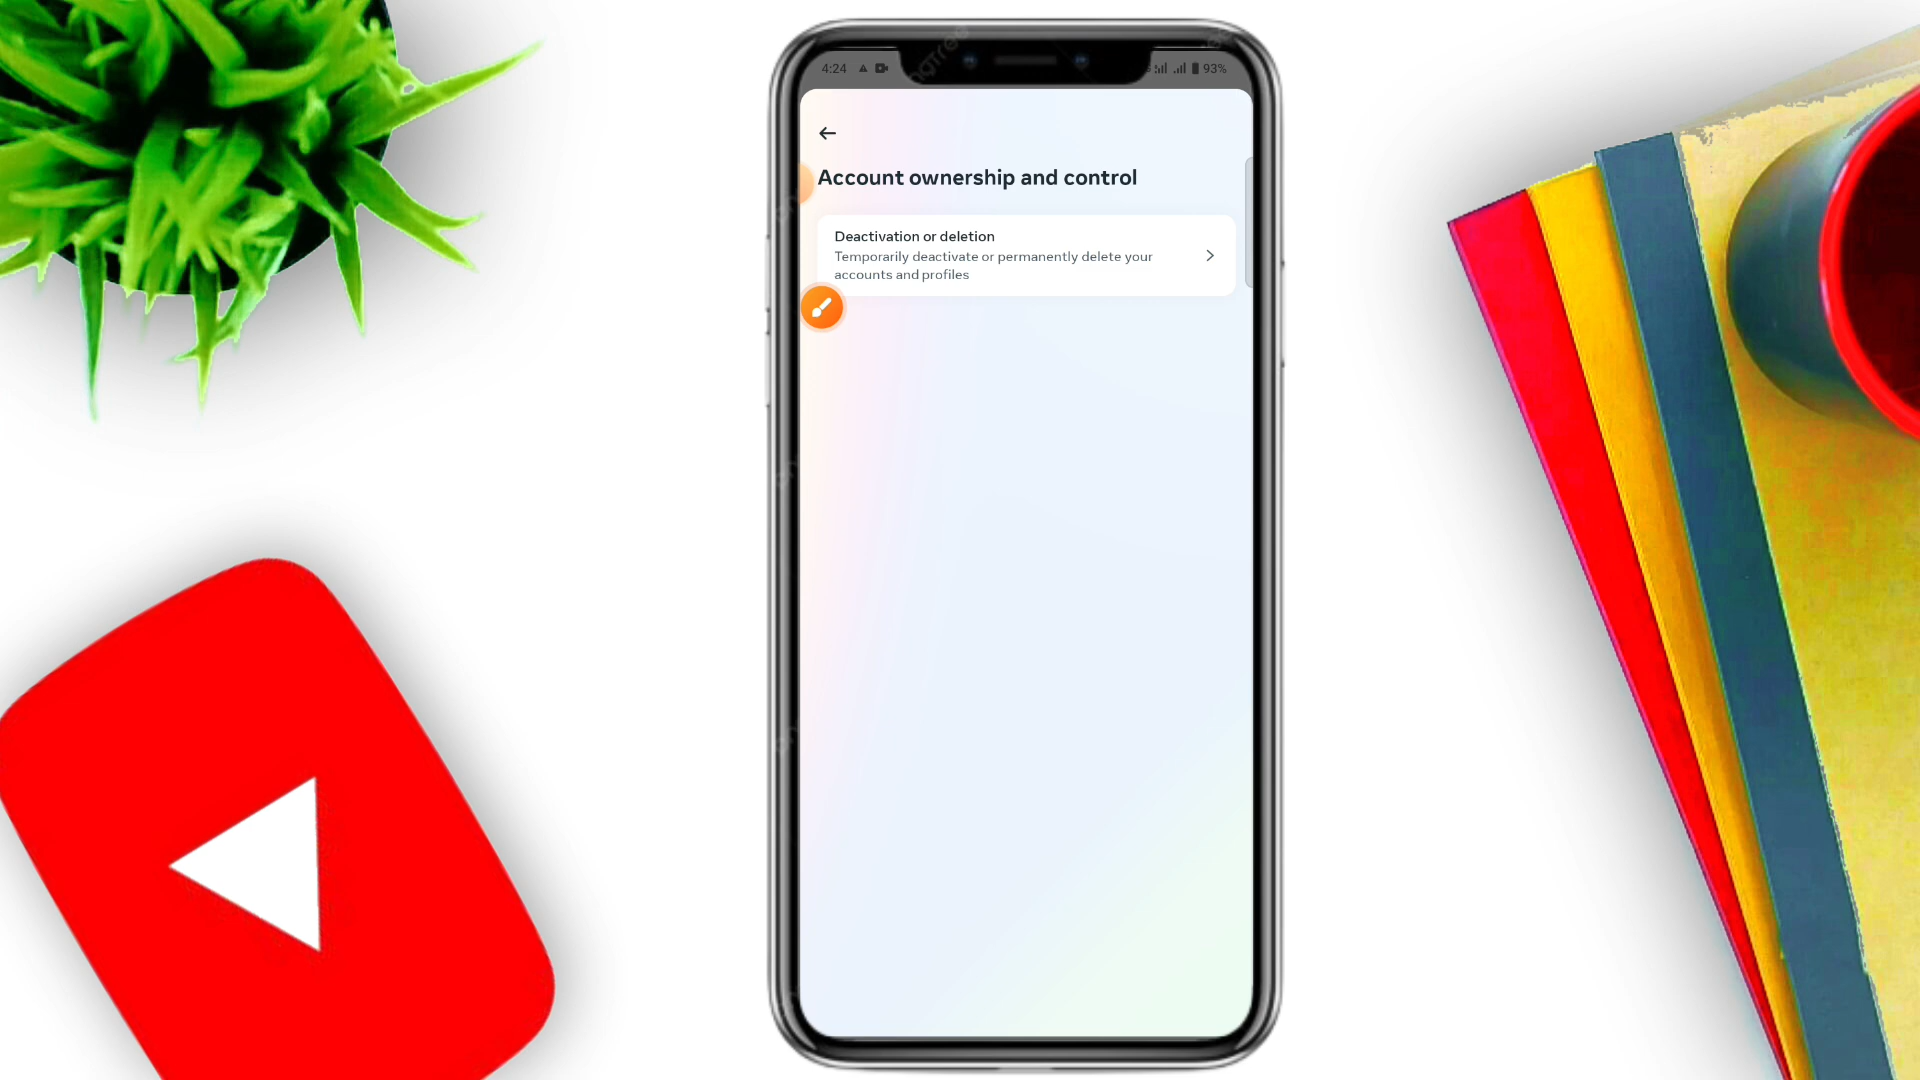 4:24
93%
Account ownership and control
Deactivation or deletion
Temporarily deactivate or permanently delete your
accounts and profiles